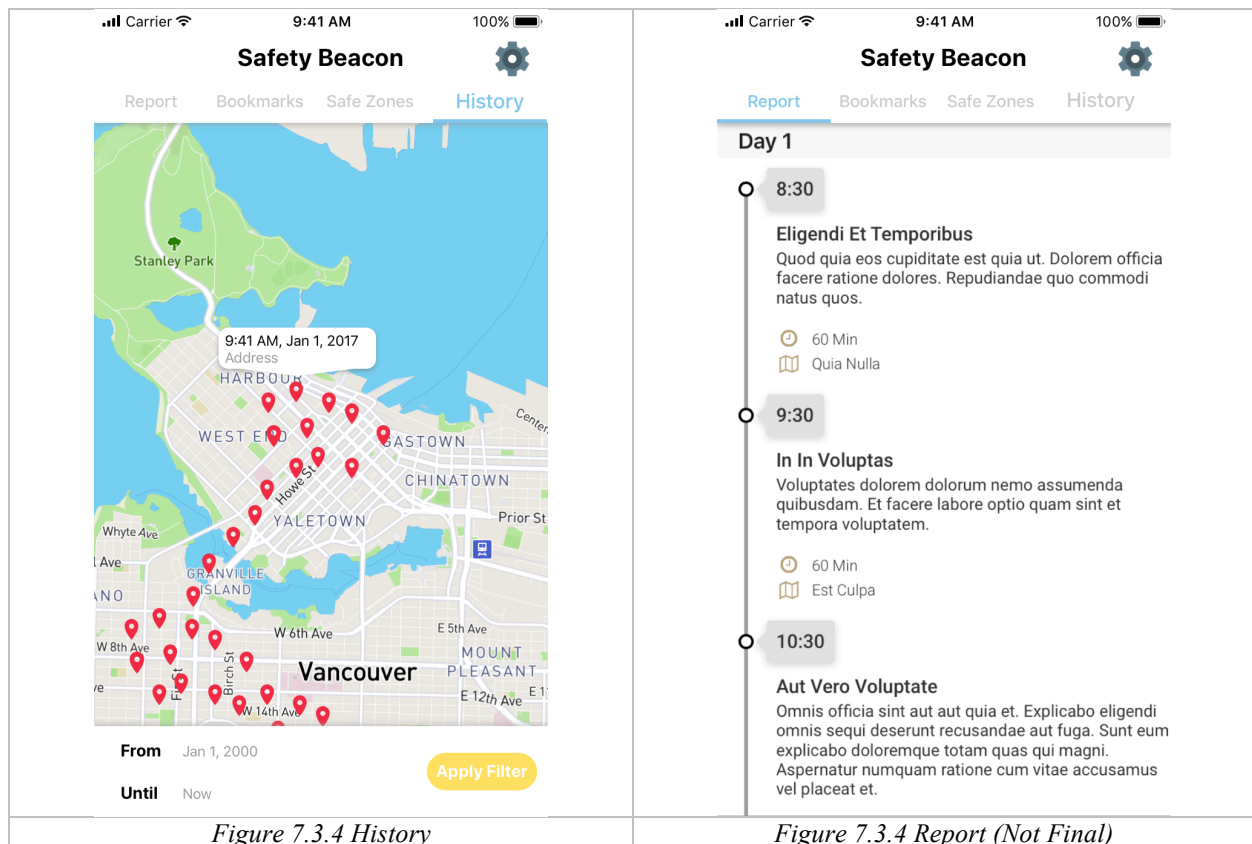 Carrier 9:41 AM 100%
Safety Beacon
Report Bookmarks Safe Zones History
Stanley Park
9:41 AM, Jan 1, 2017
Address
HARBOUR
Center
WEST END
GASTOWN
CHINATOWN
Howe St
YALETOWN
Prior St
Whyte Ave
Ave
GRANVILLE
ISLAND
ANO
W 6th Ave
E 5th Ave
W 8th Ave
MOUNT
PLEASANT
Birch St
Vancouver
E 12th Ave
E 1
W 14th Ave
From Jan 1, 2000
Apply Filter
Until Now
Figure 7.3.4 History
Carrier 9:41 AM 100%
Safety Beacon
Report Bookmarks Safe Zones History
Day 1
8:30
Eligendi Et Temporibus
Quod quia eos cupiditate est quia ut. Dolorem officia
facere ratione dolores. Repudiandae quo commodi
natus quos.
60 Min
Quia Nulla
9:30
In In Voluptas
Voluptates dolorem dolorum nemo assumenda
quibusdam. Et facere labore optio quam sint et
tempora voluptatem.
60 Min
Est Culpa
10:30
Aut Vero Voluptate
Omnis officia sint aut aut quia et. Explicabo eligendi
omnis sequi deserunt recusandae aut fuga. Sunt eum
explicabo doloremque totam quas qui magni.
Aspernatur numquam ratione cum vitae accusamus
vel placeat et.
Figure 7.3.4 Report (Not Final)